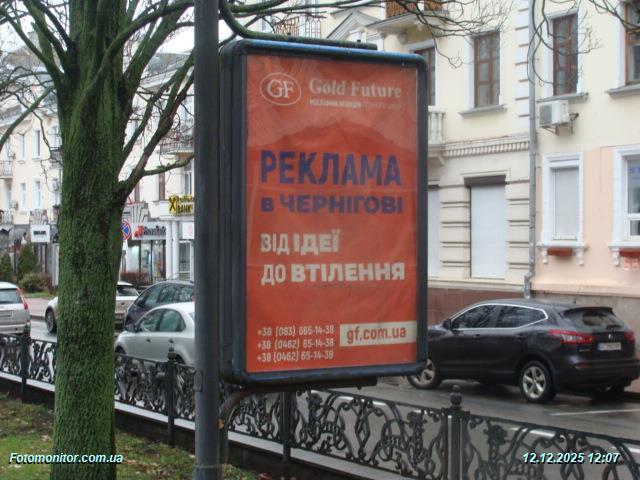 GF Gold Future
РЕКЛАМА
В ЧЕРНІГОВІ
ВІД ІДЕЇ
ДО ВТІЛЕННЯ
+38 (063) 665-14-38
+38 (0462) 65-14-38
+38 (0462) 65-14-38
gf.com.ua
Fotomonitor.com.ua
12.12.2025 12:07